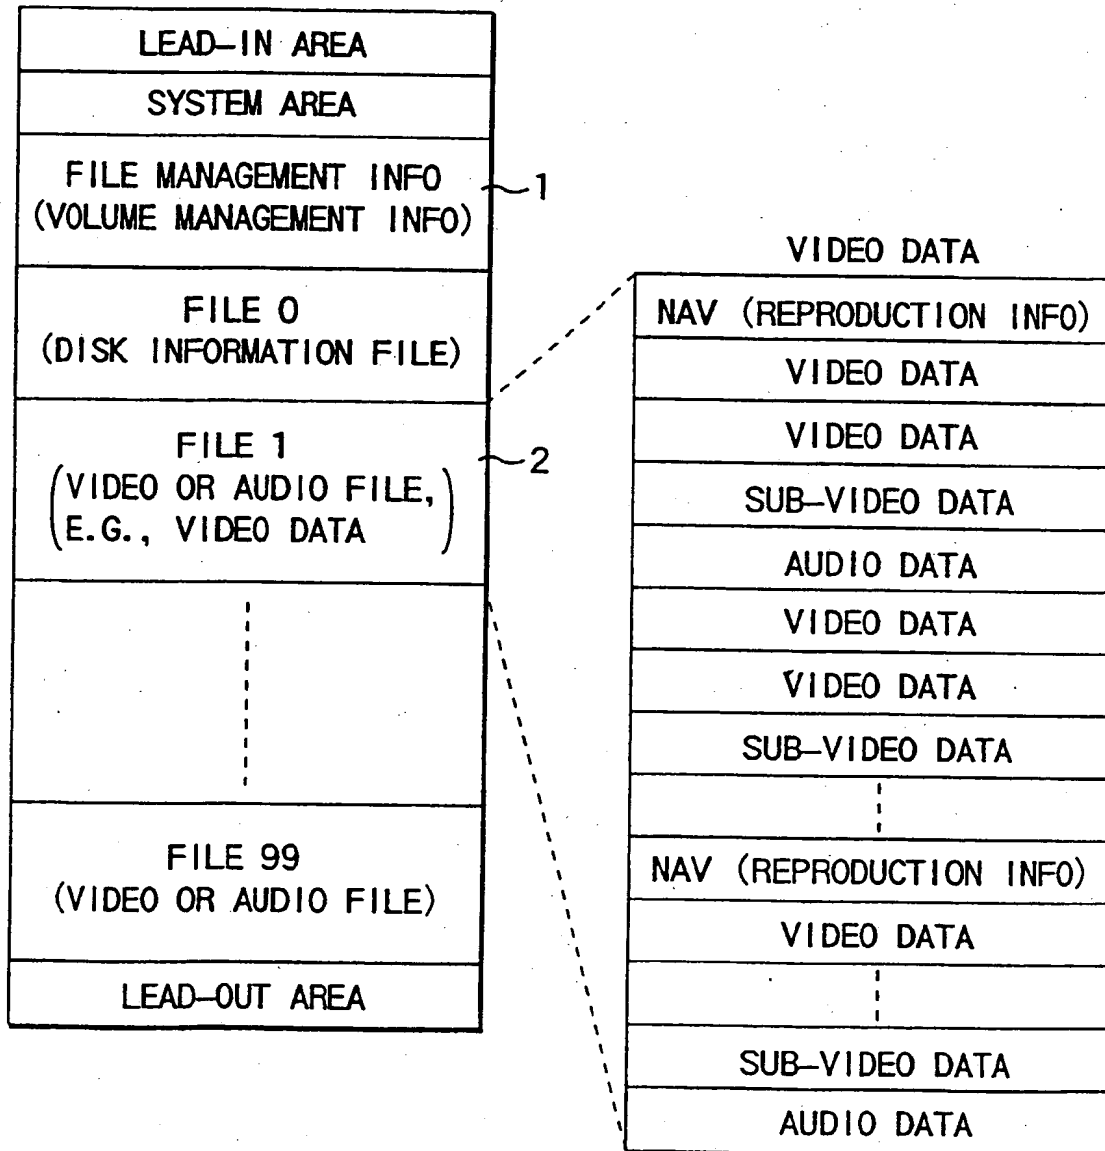 LEAD-IN AREA
SYSTEM AREA
FILE MANAGEMENT INFO
(VOLUME MANAGEMENT INFO)
1
FILE 0
(DISK INFORMATION FILE)
FILE 1
(VIDEO OR AUDIO FILE,
E.G., VIDEO DATA)
2
FILE 99
(VIDEO OR AUDIO FILE)
LEAD-OUT AREA
VIDEO DATA
NAV (REPRODUCTION INFO)
VIDEO DATA
VIDEO DATA
SUB-VIDEO DATA
AUDIO DATA
VIDEO DATA
VIDEO DATA
SUB-VIDEO DATA
NAV (REPRODUCTION INFO)
VIDEO DATA
SUB-VIDEO DATA
AUDIO DATA